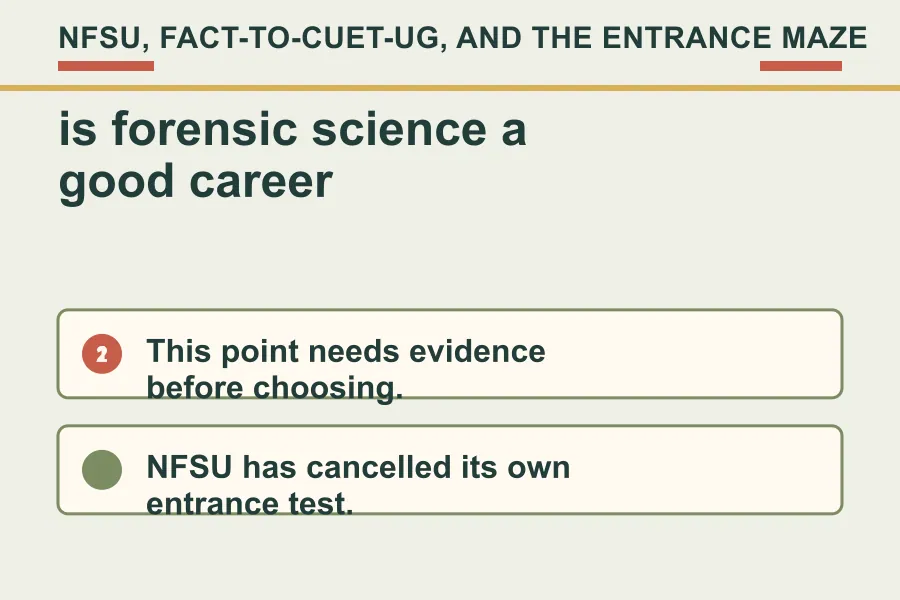 NFSU, FACT-TO-CUET-UG, AND THE ENTRANCE MAZE
is forensic science a
good career
2
This point needs evidence
before choosing.
NFSU has cancelled its own
entrance test.